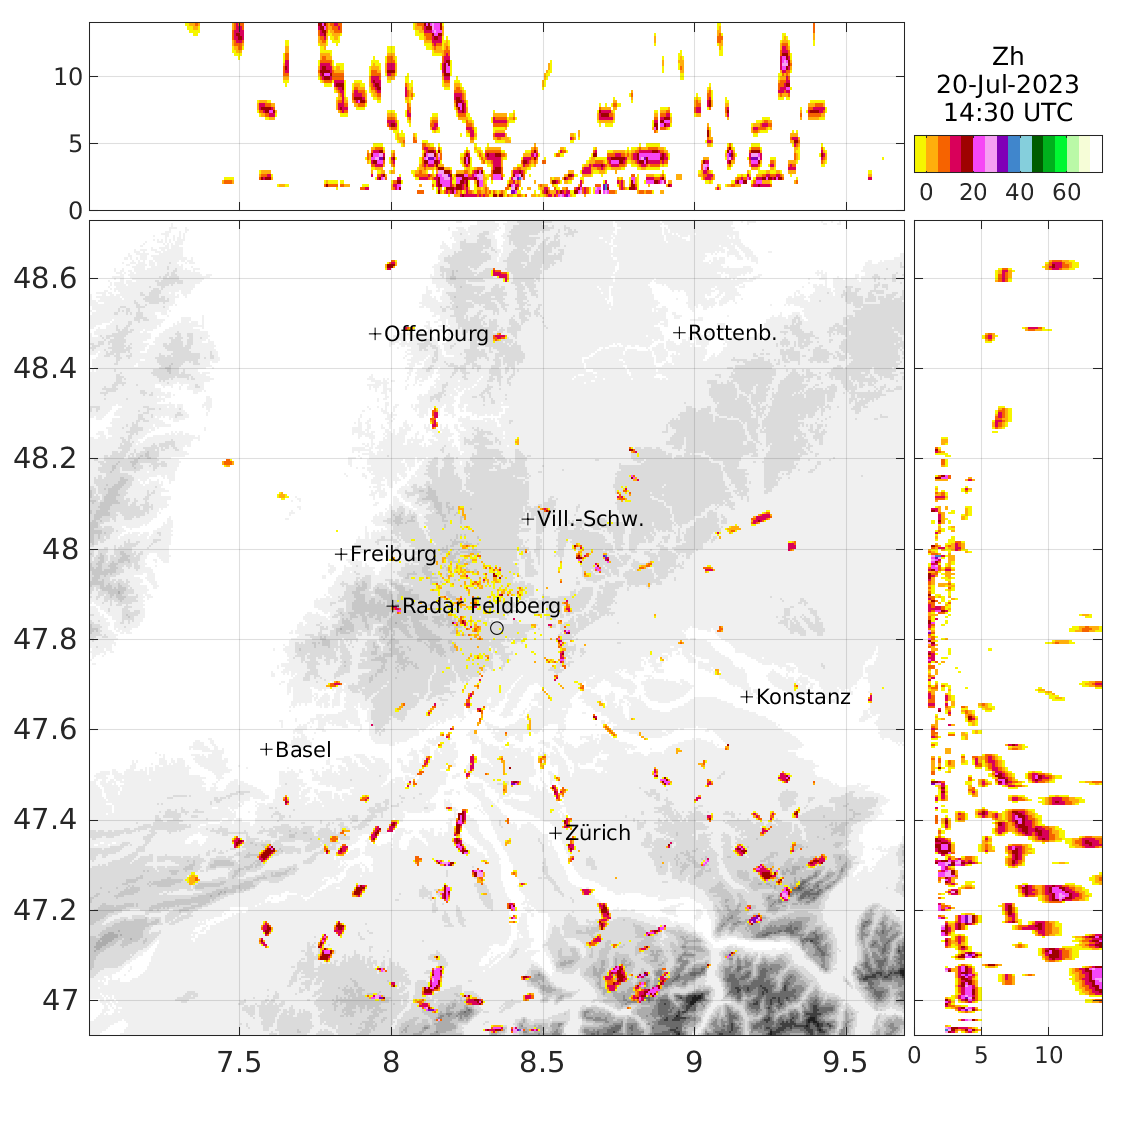 10
5
0
Zh
20-Jul-2023
14:30 UTC
0 20 40 60
48.6
48.4
48.2
48
47.8
47.6
47.4
47.2
47
Offenburg
Rottenb.
Vill.-Schw.
Freiburg
Radar Feldberg
Konstanz
Basel
Zürich
7.5 8 8.5 9 9.5
0 5 10